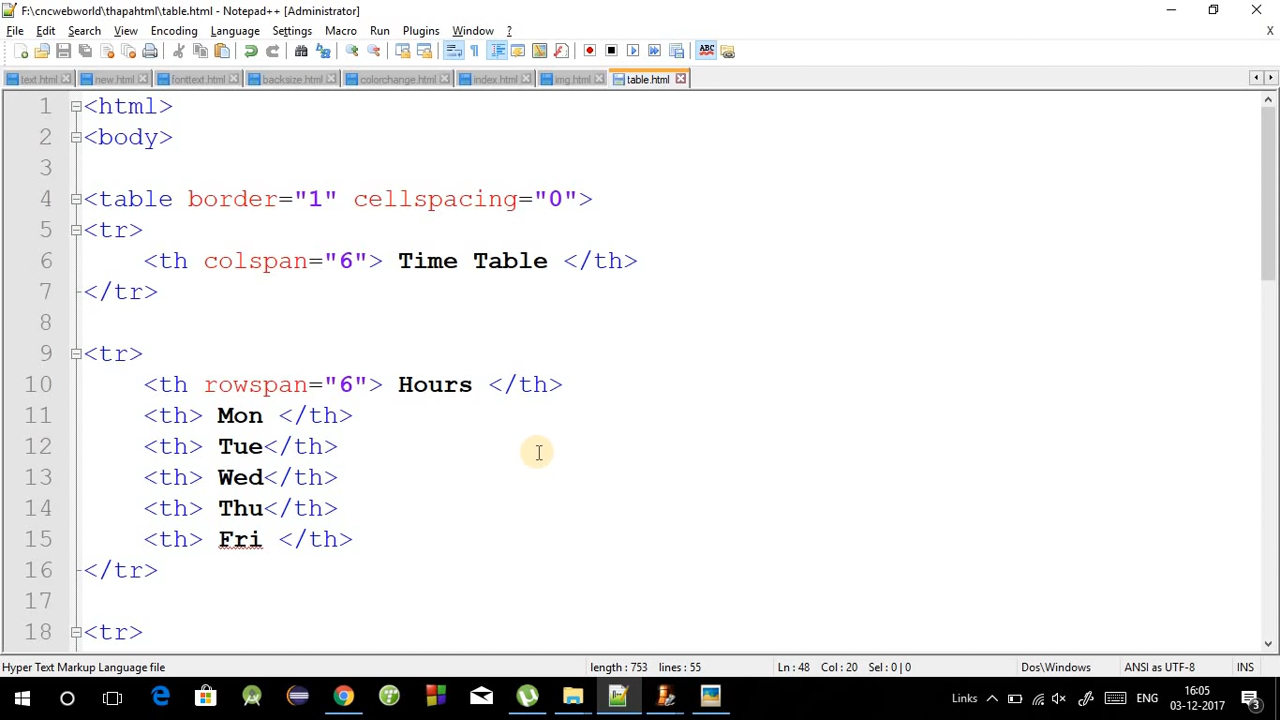 F:\cncwebworld\thapahtml\table.html - Notepad++ [Administrator]
File Edit Search View Encoding Language Settings Macro Run Plugins Window ? X
ABC
text.html new.html fonttext.html backsize.html colorchange.html index.html img.html table.html
1 <html>
2 <body>
3
4 <table border="1" cellspacing="0">
5 <tr>
6 <th colspan="6"> Time Table </th>
7 </tr>
8
9 <tr>
10 <th rowspan="6"> Hours </th>
11 <th> Mon </th>
12 <th> Tue</th>
13 <th> Wed</th>
14 <th> Thu</th>
15 <th> Fri </th>
16 </tr>
17
18 <tr>
Hyper Text Markup Language file length : 753 lines : 55 Ln : 48 Col : 20 Sel : 0 | 0 Dos\Windows ANSI as UTF-8 INS
Links ENG 16:05
03-12-2017 3